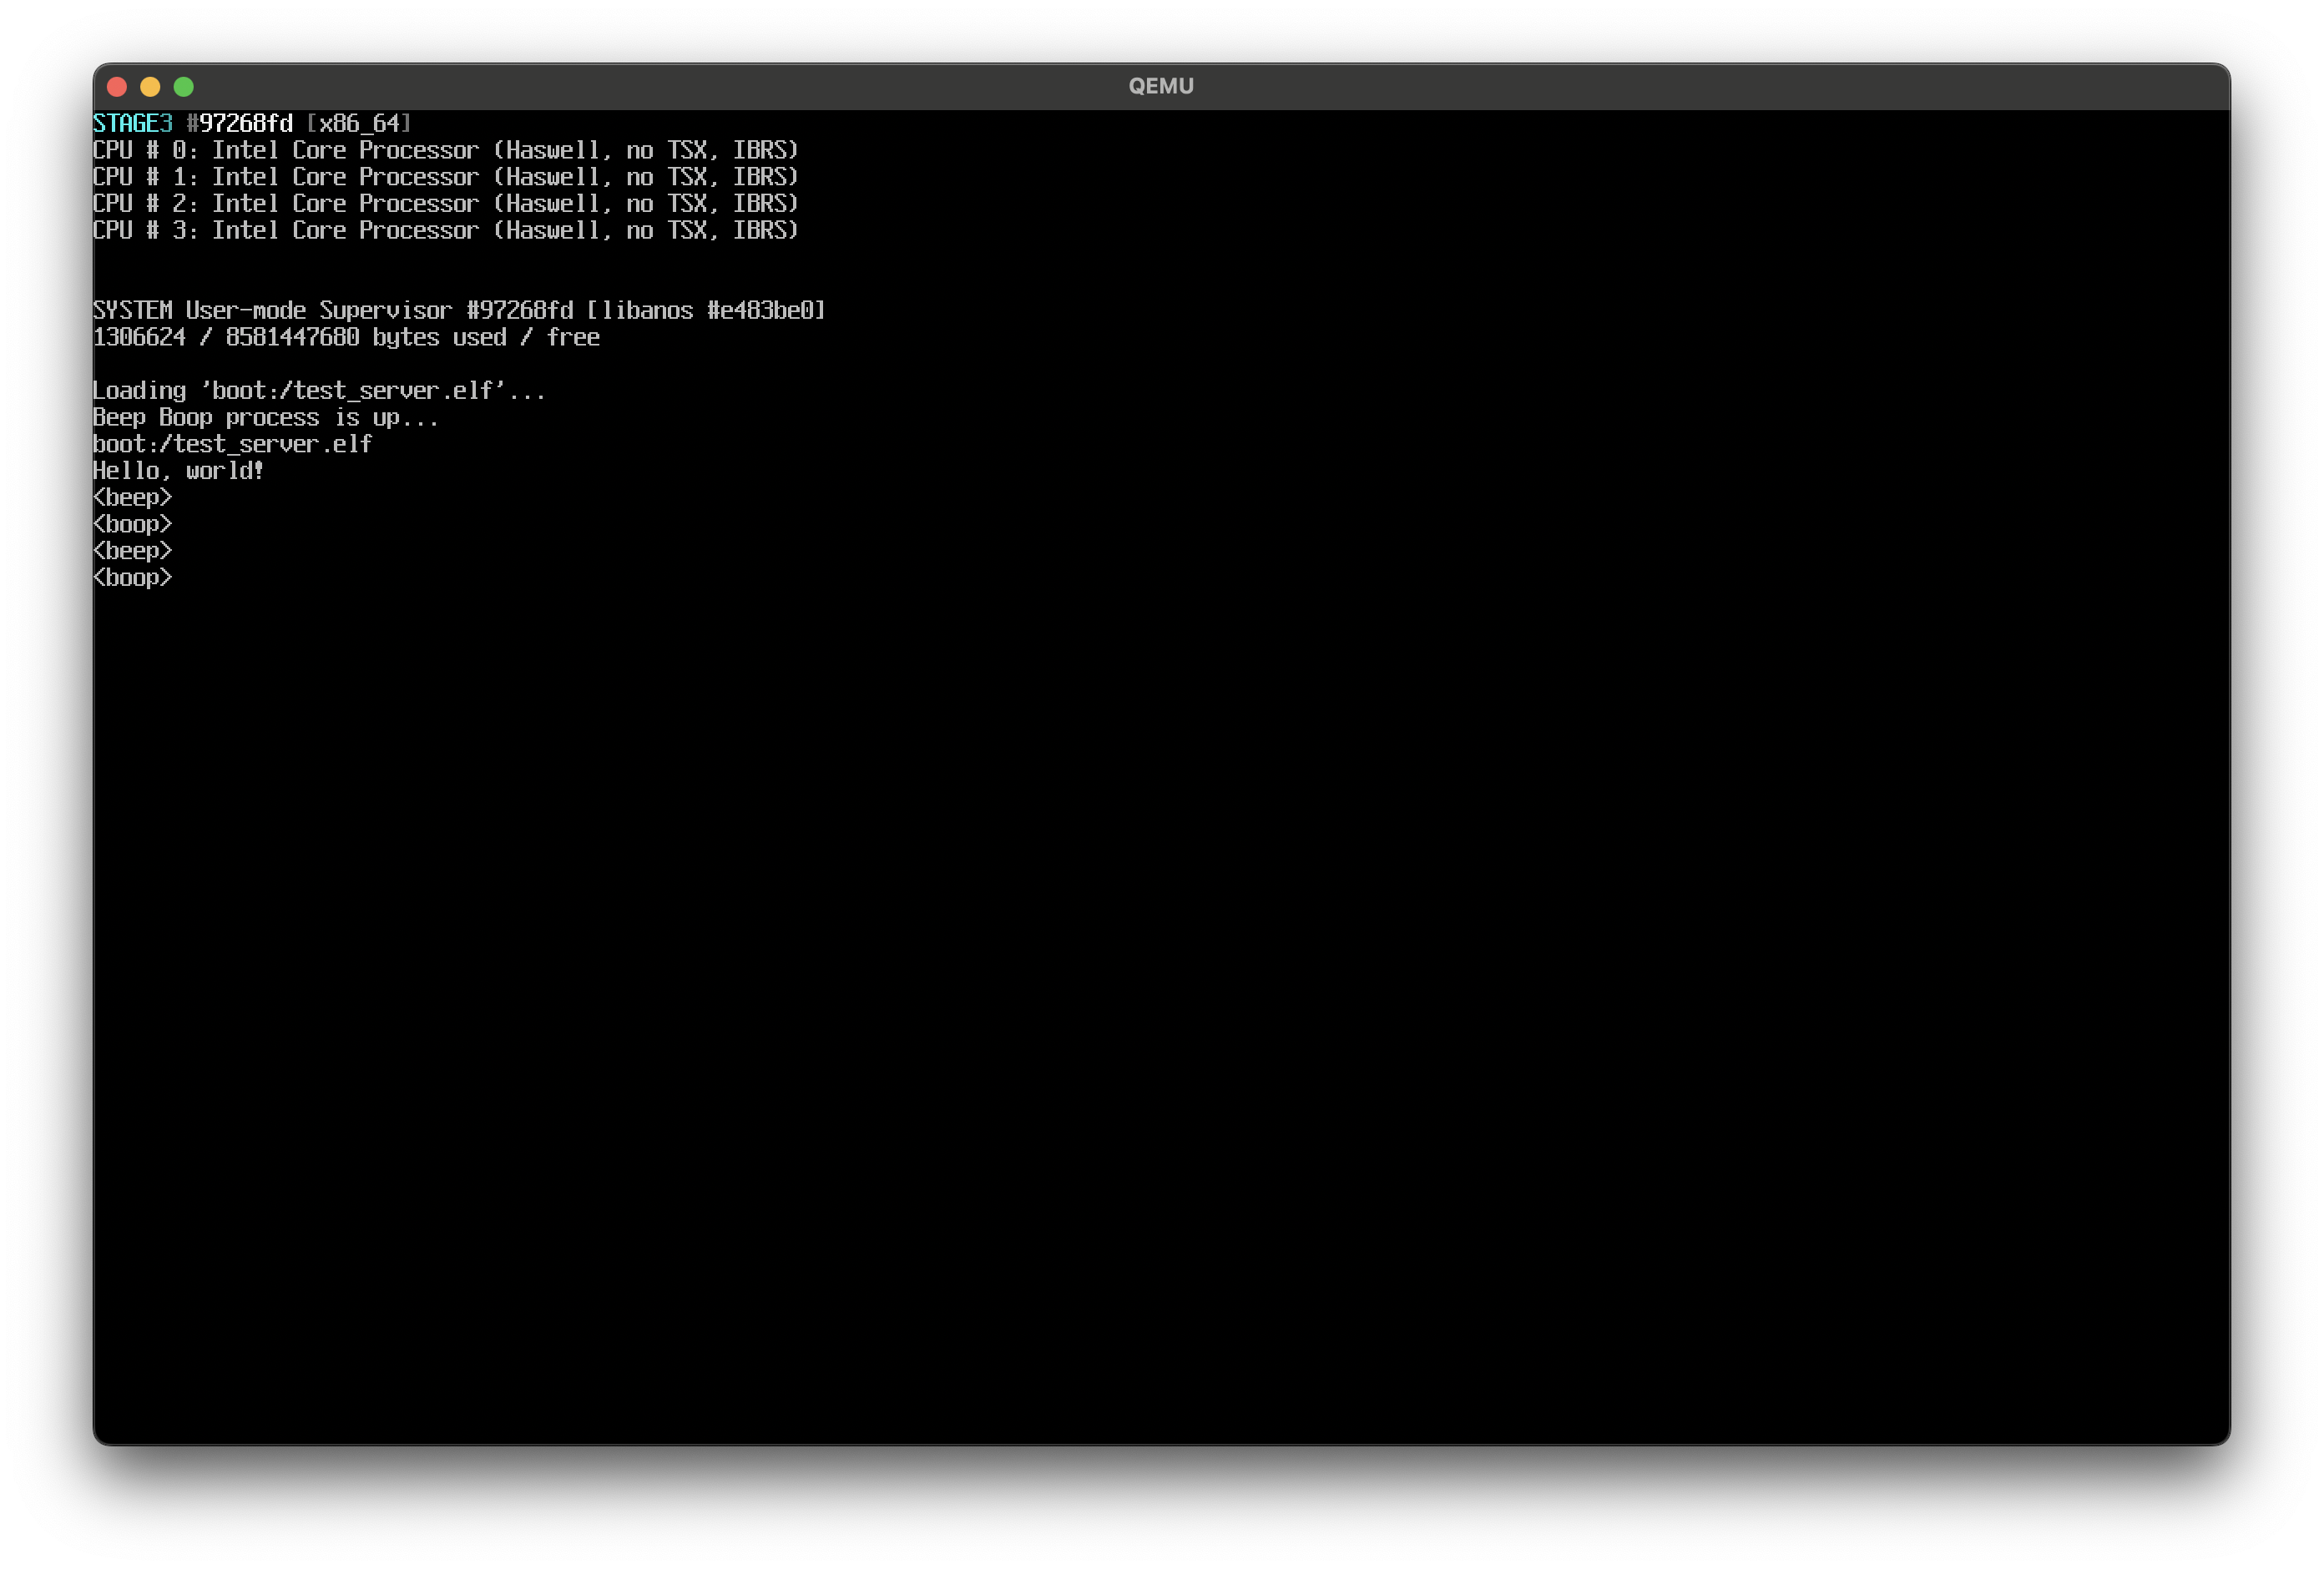 QEMU
STAGE3 #97268fd [x86_64]
CPU # 0: Intel Core Processor (Haswell, no TSX, IBRS)
CPU # 1: Intel Core Processor (Haswell, no TSX, IBRS)
CPU # 2: Intel Core Processor (Haswell, no TSX, IBRS)
CPU # 3: Intel Core Processor (Haswell, no TSX, IBRS)
SYSTEM User-mode Supervisor #97268fd [libanos #e483be0]
1306624 / 8581447680 bytes used / free
Loading 'boot:/test_server.elf'...
Beep Boop process is up...
boot:/test_server.elf
Hello, world!
<beep>
<boop>
<beep>
<boop>